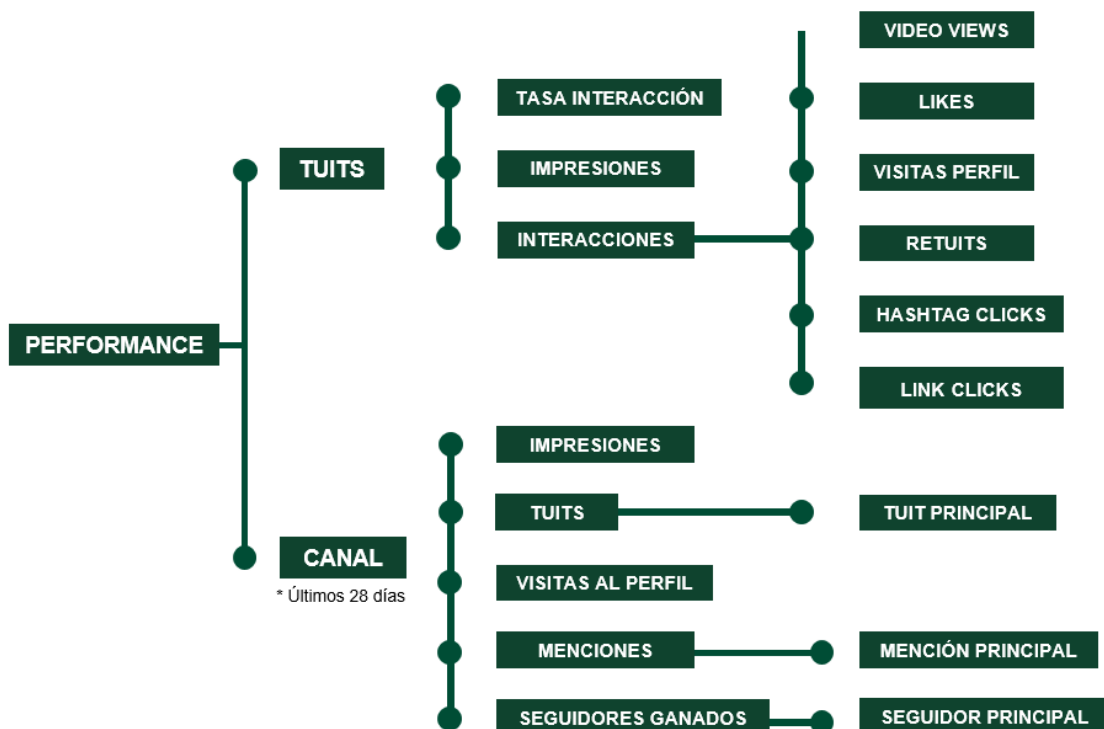 VIDEO VIEWS
TASA INTERACCIÓN
LIKES
TUITS
IMPRESIONES
VISITAS PERFIL
INTERACCIONES
RETUITS
HASHTAG CLICKS
PERFORMANCE
LINK CLICKS
IMPRESIONES
TUITS
TUIT PRINCIPAL
CANAL
* Últimos 28 días
VISITAS AL PERFIL
MENCIONES
MENCIÓN PRINCIPAL
SEGUIDORES GANADOS
SEGUIDOR PRINCIPAL